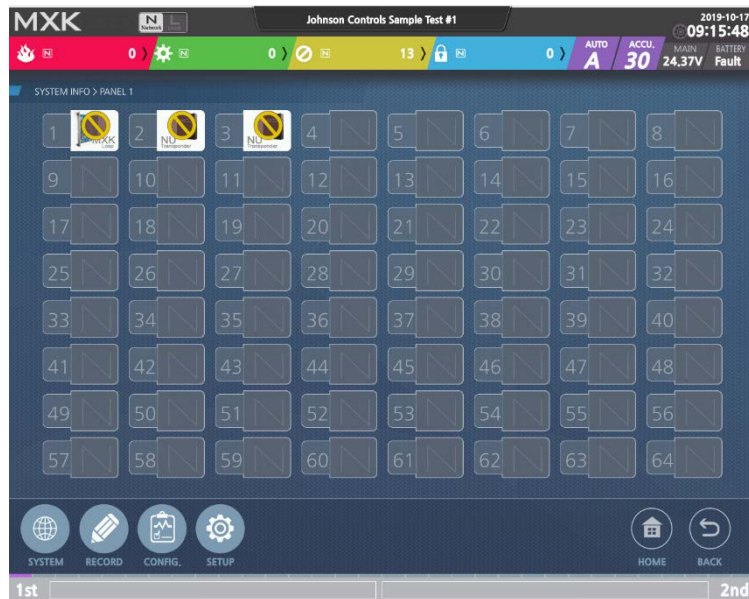 MXK
N
Network
L
Johnson Controls Sample Test #1
2019-10-17
09:15:48
N 0
N 0
N 13
N 0
AUTO
A
ACCU.
30
MAIN
24.37V
BATTERY
Fault
SYSTEM INFO > PANEL 1
1 MXK Loop 2 NU Transponder 3 NU Transponder 4 5 6 7 8
9 10 11 12 13 14 15 16
17 18 19 20 21 22 23 24
25 26 27 28 29 30 31 32
33 34 35 36 37 38 39 40
41 42 43 44 45 46 47 48
49 50 51 52 53 54 55 56
57 58 59 60 61 62 63 64
SYSTEM RECORD CONFIG. SETUP HOME BACK
1st 2nd